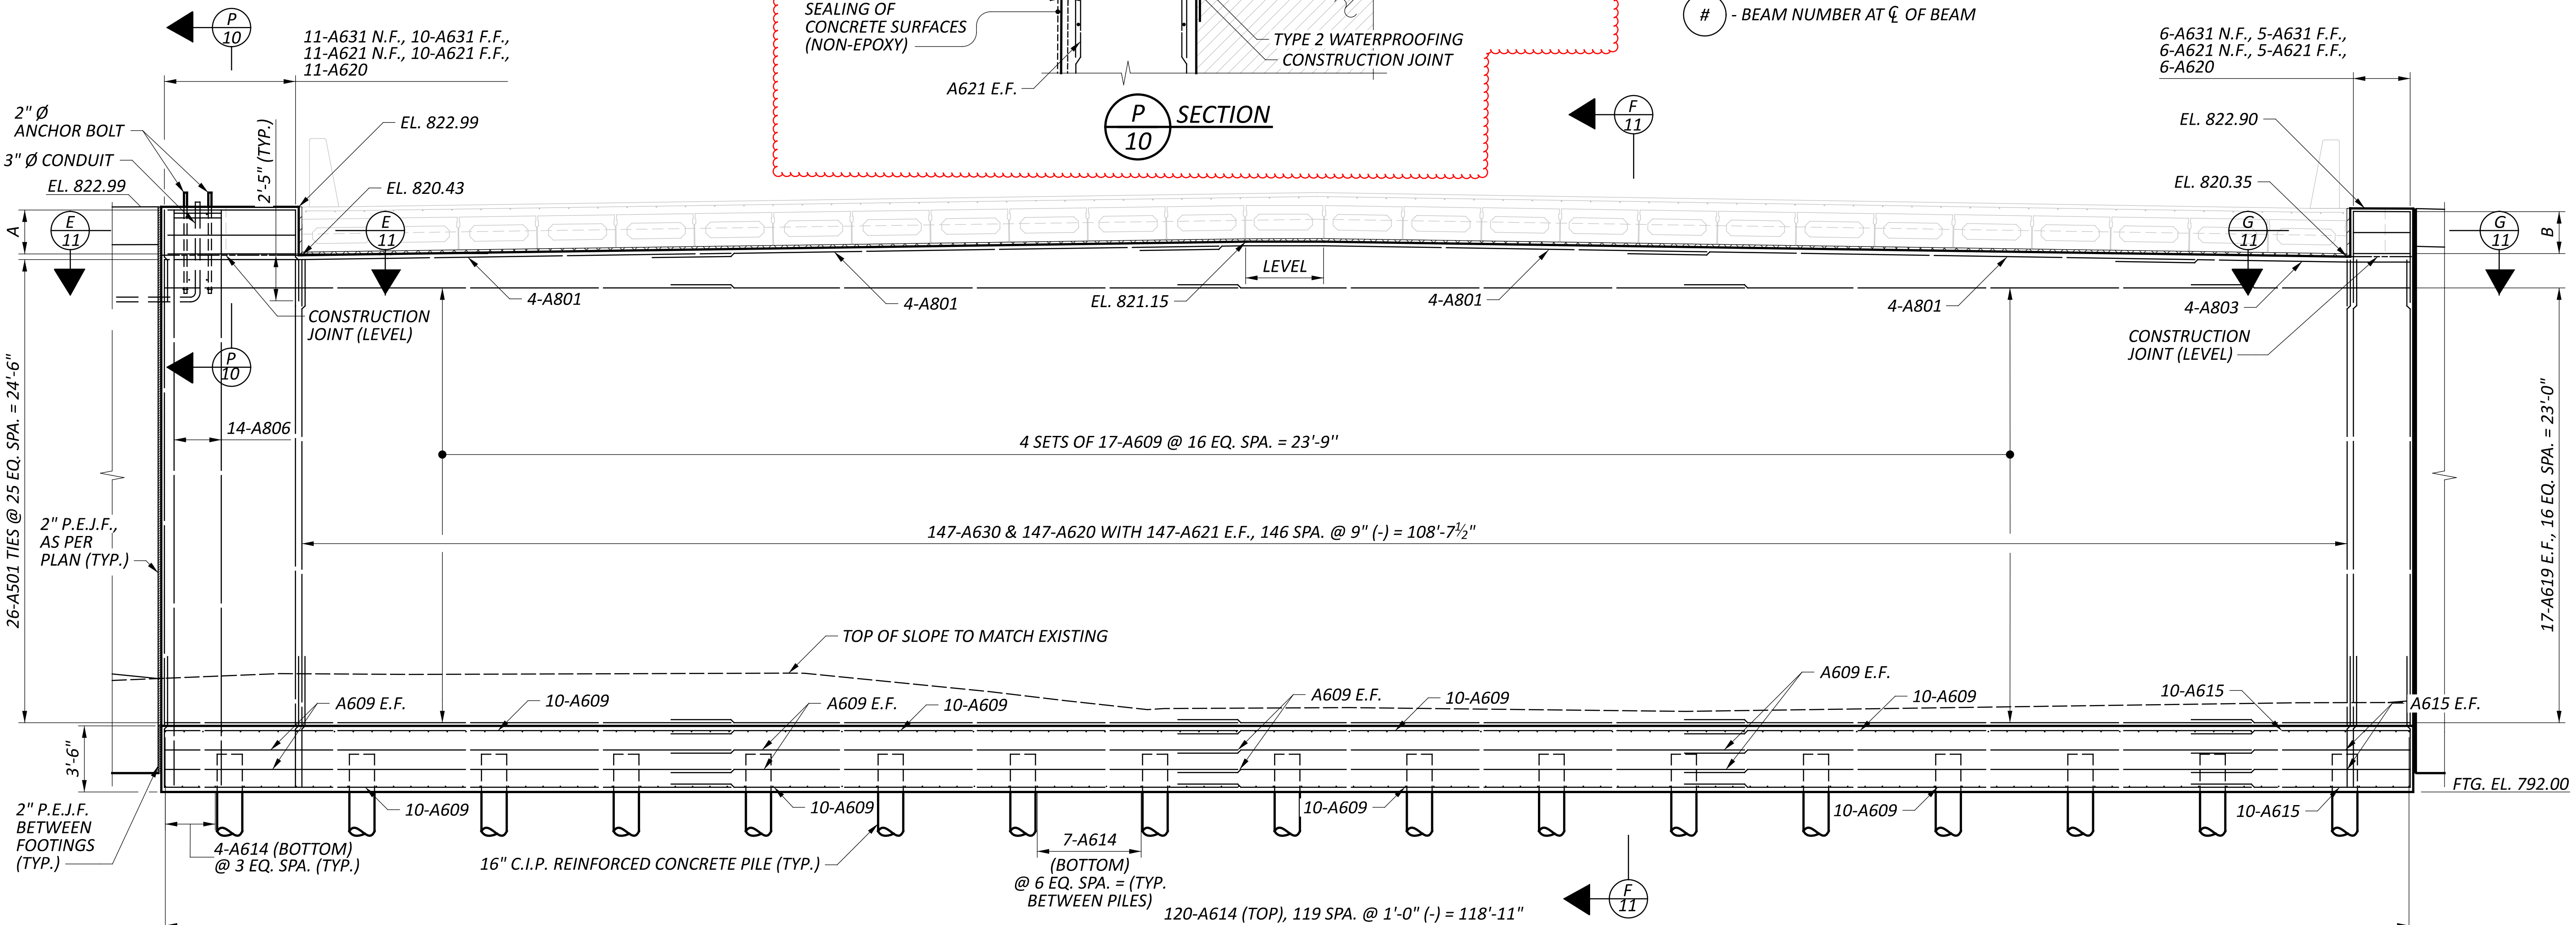 P
10
11-A631 N.F., 10-A631 F.F.,
11-A621 N.F., 10-A621 F.F.,
11-A620
SEALING OF
CONCRETE SURFACES
(NON-EPOXY)
TYPE 2 WATERPROOFING
CONSTRUCTION JOINT
A621 E.F.
P
10
SECTION
# - BEAM NUMBER AT ℄ OF BEAM
6-A631 N.F., 5-A631 F.F.,
6-A621 N.F., 5-A621 F.F.,
6-A620
F
11
2" Ø
ANCHOR BOLT
3" Ø CONDUIT
EL. 822.99
2'-5" (TYP.)
EL. 822.99
EL. 820.43
EL. 822.90
EL. 820.35
A
E
11
E
11
G
11
G
11
B
LEVEL
EL. 821.15
4-A801
4-A801
4-A801
4-A801
4-A803
CONSTRUCTION
JOINT (LEVEL)
CONSTRUCTION
JOINT (LEVEL)
P
10
26-A501 TIES @ 25 EQ. SPA. = 24'-6"
14-A806
4 SETS OF 17-A609 @ 16 EQ. SPA. = 23'-9"
17-A619 E.F., 16 EQ. SPA. = 23'-0"
2" P.E.J.F.,
AS PER
PLAN (TYP.)
147-A630 & 147-A620 WITH 147-A621 E.F., 146 SPA. @ 9" (-) = 108'-7½"
TOP OF SLOPE TO MATCH EXISTING
A609 E.F.
10-A609
A609 E.F.
10-A609
A609 E.F.
10-A609
A609 E.F.
10-A609
10-A615
A615 E.F.
3'-6"
FTG. EL. 792.00
2" P.E.J.F.
BETWEEN
FOOTINGS
(TYP.)
4-A614 (BOTTOM)
@ 3 EQ. SPA. (TYP.)
10-A609
16" C.I.P. REINFORCED CONCRETE PILE (TYP.)
10-A609
7-A614
(BOTTOM)
@ 6 EQ. SPA. = (TYP.
BETWEEN PILES)
10-A609
10-A609
10-A615
F
11
120-A614 (TOP), 119 SPA. @ 1'-0" (-) = 118'-11"